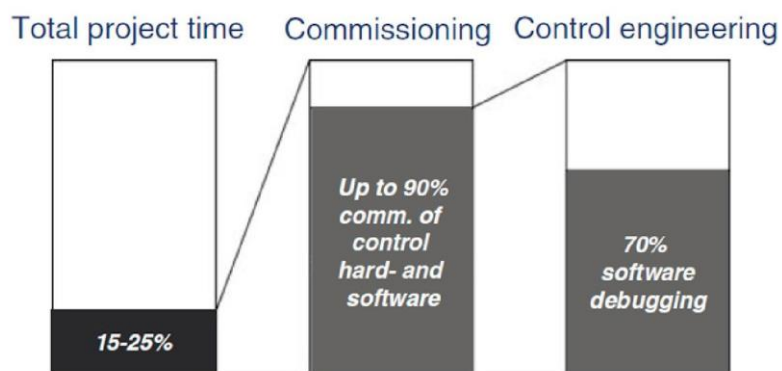 Total project time
Commissioning
Control engineering
Up to 90%
comm. of
control
hard- and
software
70%
software
debugging
15-25%